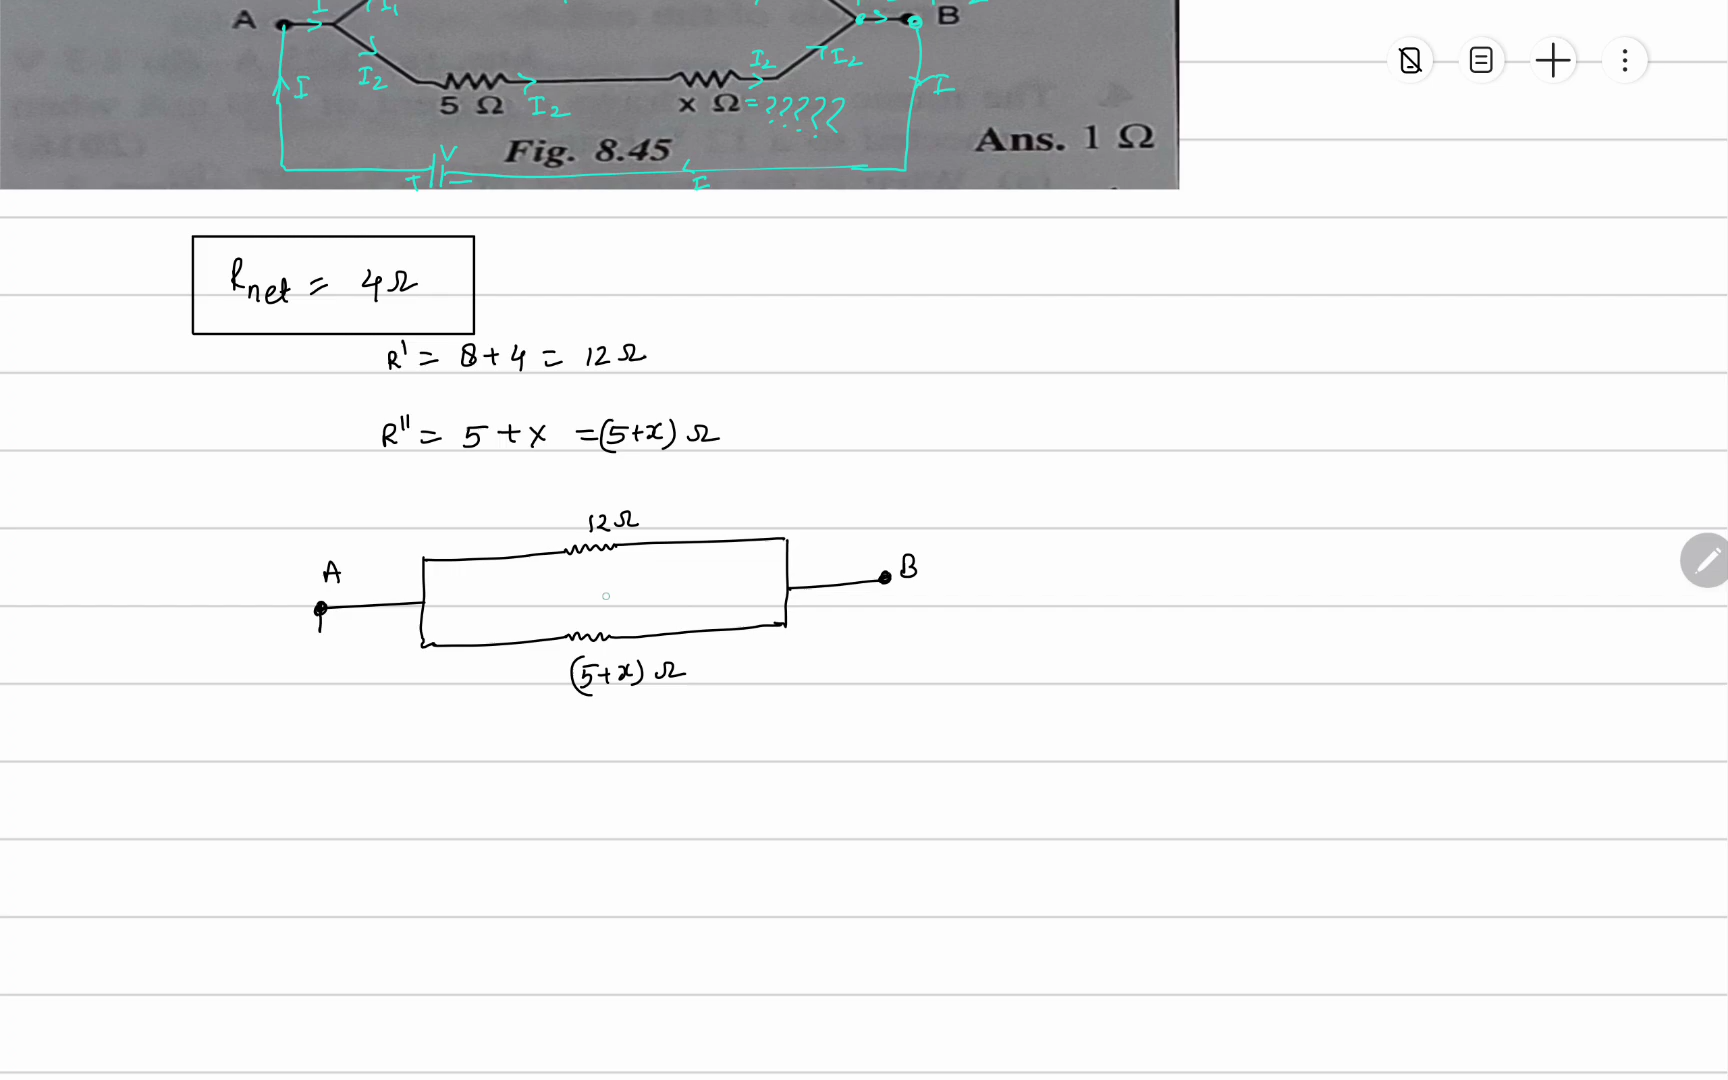 A I I₁ B
I I₂ 5 Ω I₂ x Ω =????? I₂ I₂ I
Fig. 8.45 Ans. 1 Ω
V + − I
Rnet = 4Ω
R' = 8+4 = 12 Ω
R'' = 5+x =(5+x) Ω
12 Ω
A B
(5+x) Ω